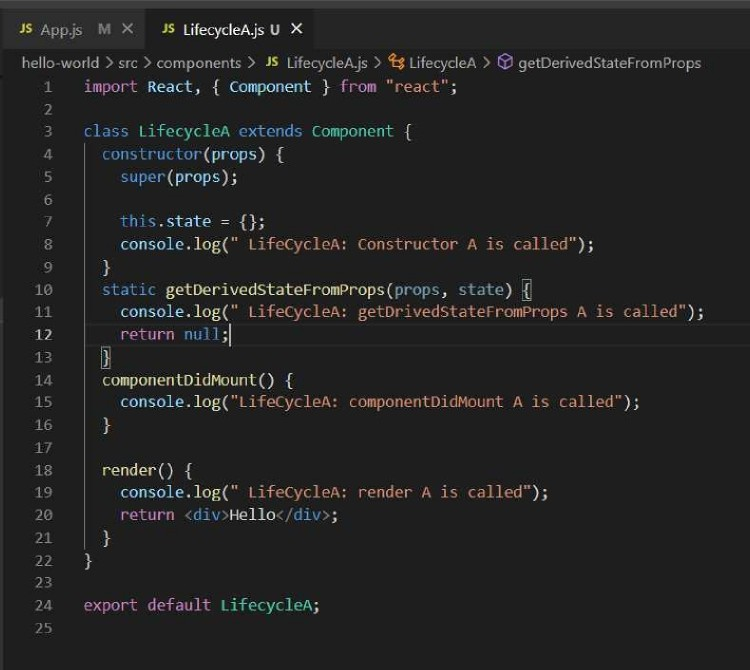 JS App.js M × JS LifecycleA.js U ×
hello-world > src > components > JS LifecycleA.js > LifecycleA > getDerivedStateFromProps
1 import React, { Component } from "react";
2
3 class LifecycleA extends Component {
4 constructor(props) {
5 super(props);
6
7 this.state = {};
8 console.log(" LifeCycleA: Constructor A is called");
9 }
10 static getDerivedStateFromProps(props, state) {
11 console.log(" LifeCycleA: getDrivedStateFromProps A is called");
12 return null;
13 }
14 componentDidMount() {
15 console.log("LifeCycleA: componentDidMount A is called");
16 }
17
18 render() {
19 console.log(" LifeCycleA: render A is called");
20 return <div>Hello</div>;
21 }
22 }
23
24 export default LifecycleA;
25